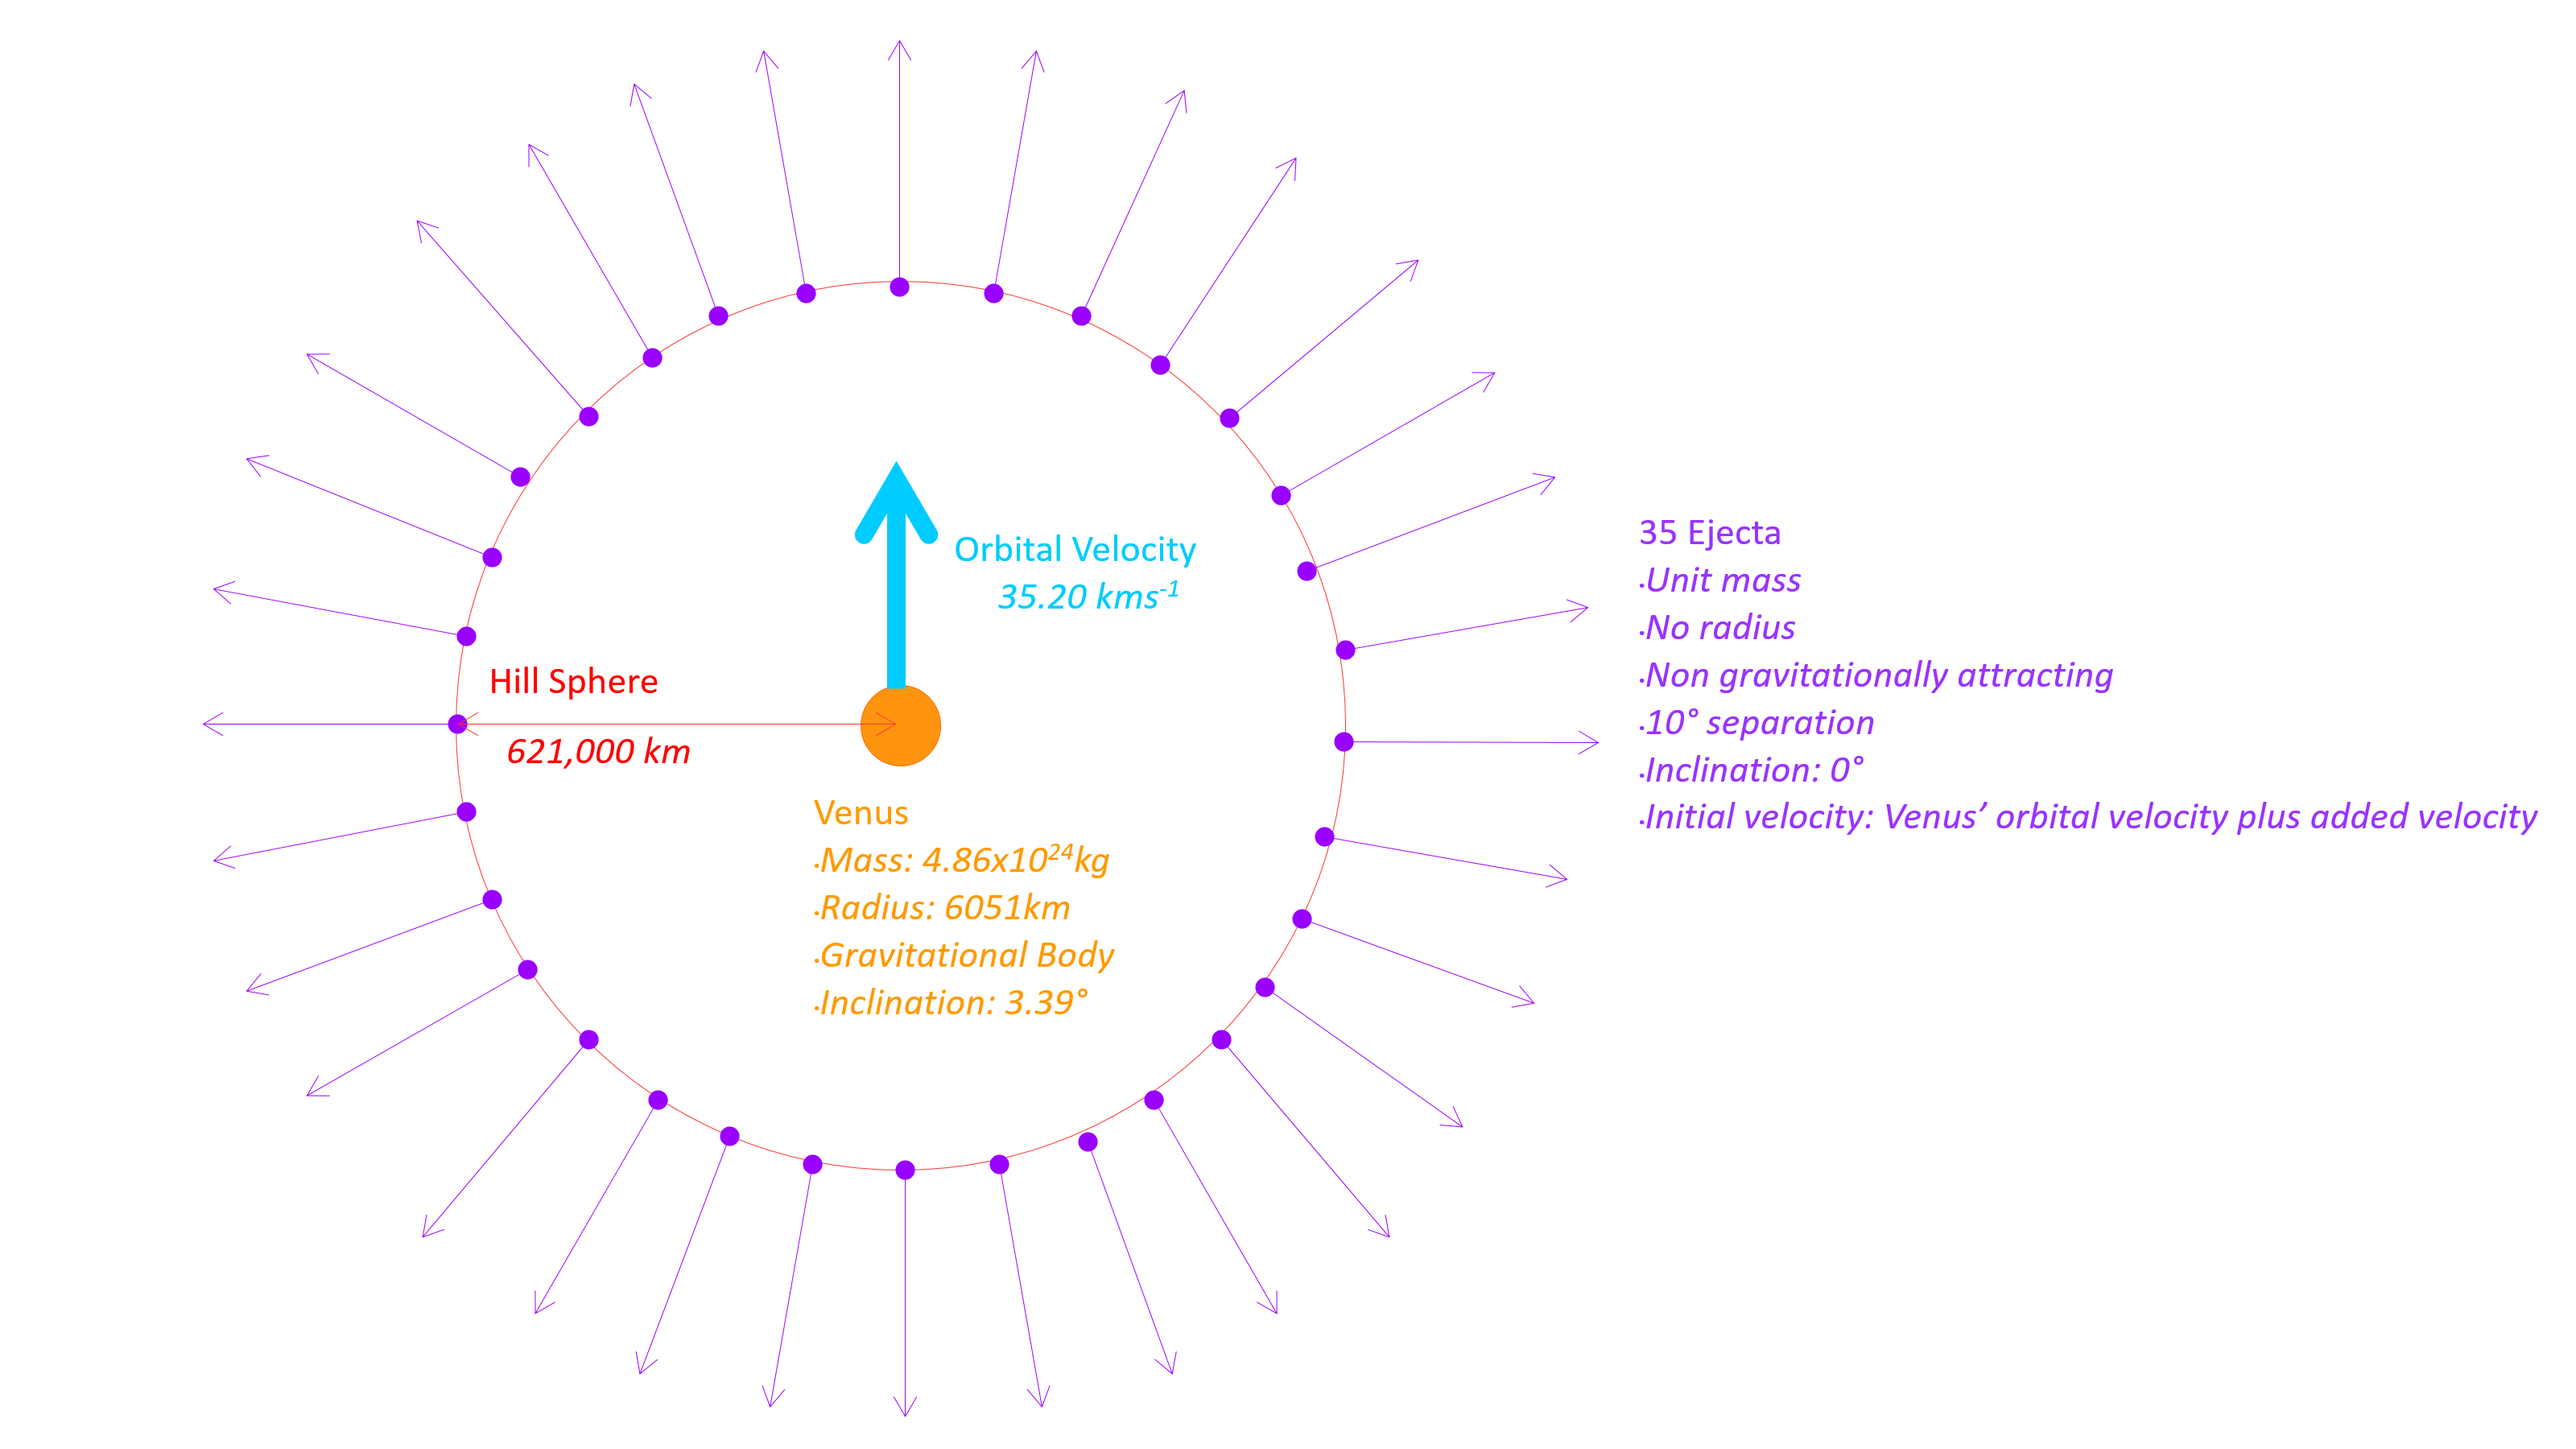 Orbital Velocity
35.20 kms⁻¹
Hill Sphere
621,000 km
Venus
·Mass: 4.86x10²⁴kg
·Radius: 6051km
·Gravitational Body
·Inclination: 3.39°
35 Ejecta
·Unit mass
·No radius
·Non gravitationally attracting
·10° separation
·Inclination: 0°
·Initial velocity: Venus’ orbital velocity plus added velocity